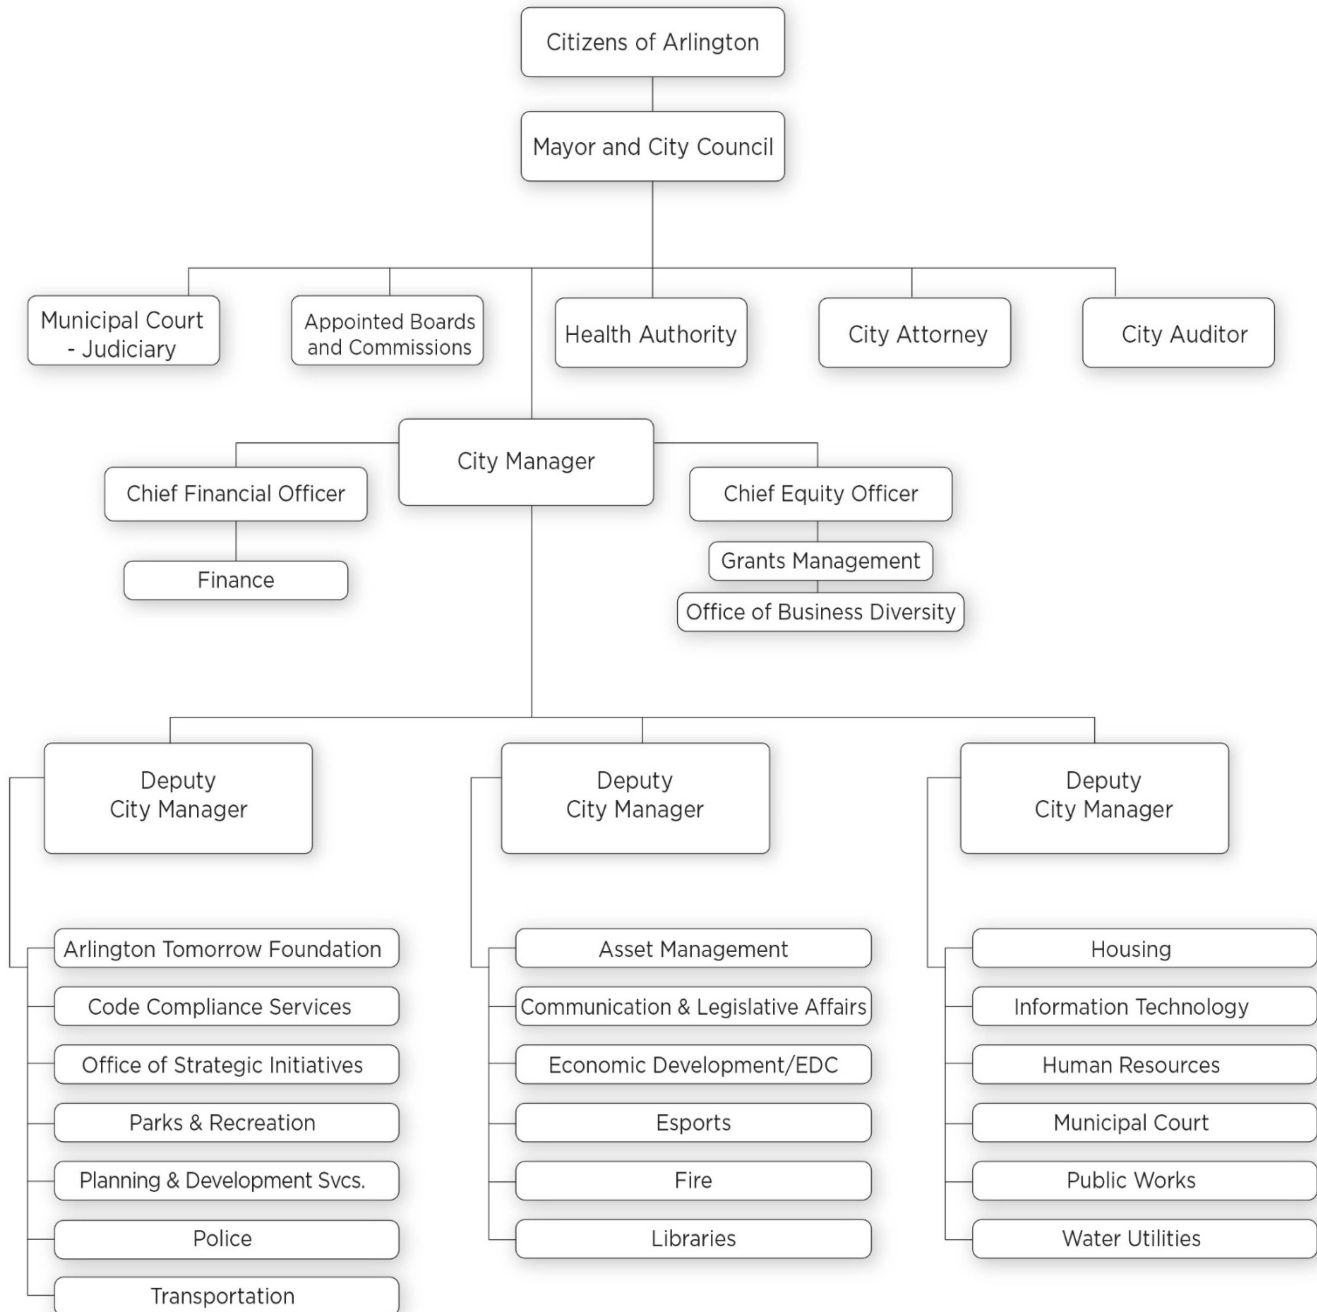 Citizens of Arlington
Mayor and City Council
Municipal Court
- Judiciary
Appointed Boards
and Commissions
Health Authority
City Attorney
City Auditor
City Manager
Chief Financial Officer
Finance
Chief Equity Officer
Grants Management
Office of Business Diversity
Deputy
City Manager
Arlington Tomorrow Foundation
Code Compliance Services
Office of Strategic Initiatives
Parks & Recreation
Planning & Development Svcs.
Police
Transportation
Deputy
City Manager
Asset Management
Communication & Legislative Affairs
Economic Development/EDC
Esports
Fire
Libraries
Deputy
City Manager
Housing
Information Technology
Human Resources
Municipal Court
Public Works
Water Utilities